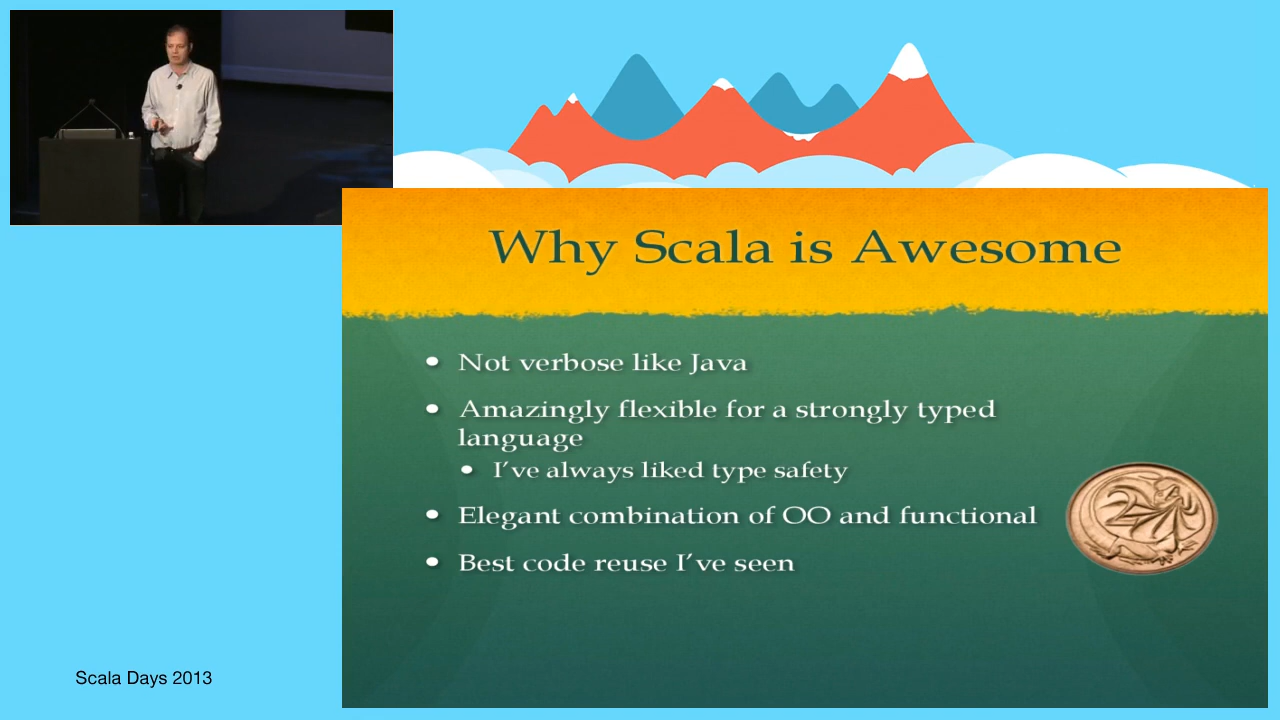 Why Scala is Awesome
• Not verbose like Java
• Amazingly flexible for a strongly typed
language
• I've always liked type safety
• Elegant combination of OO and functional
• Best code reuse I've seen
2
Scala Days 2013